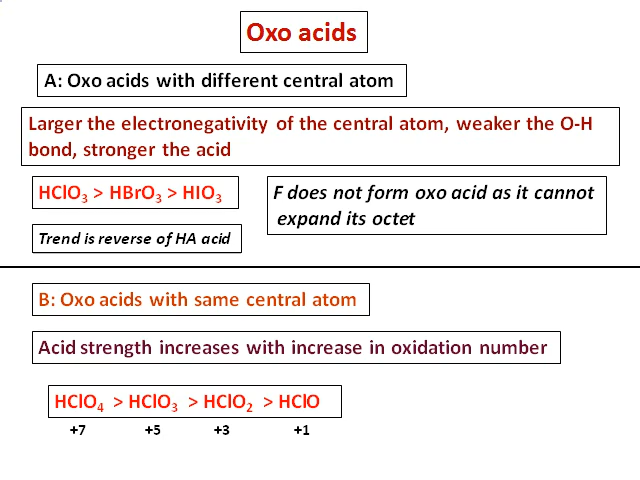 Oxo acids
A: Oxo acids with different central atom
Larger the electronegativity of the central atom, weaker the O-H
bond, stronger the acid
HClO₃ > HBrO₃ > HIO₃
F does not form oxo acid as it cannot
expand its octet
Trend is reverse of HA acid
B: Oxo acids with same central atom
Acid strength increases with increase in oxidation number
HClO₄ > HClO₃ > HClO₂ > HClO
+7 +5 +3 +1